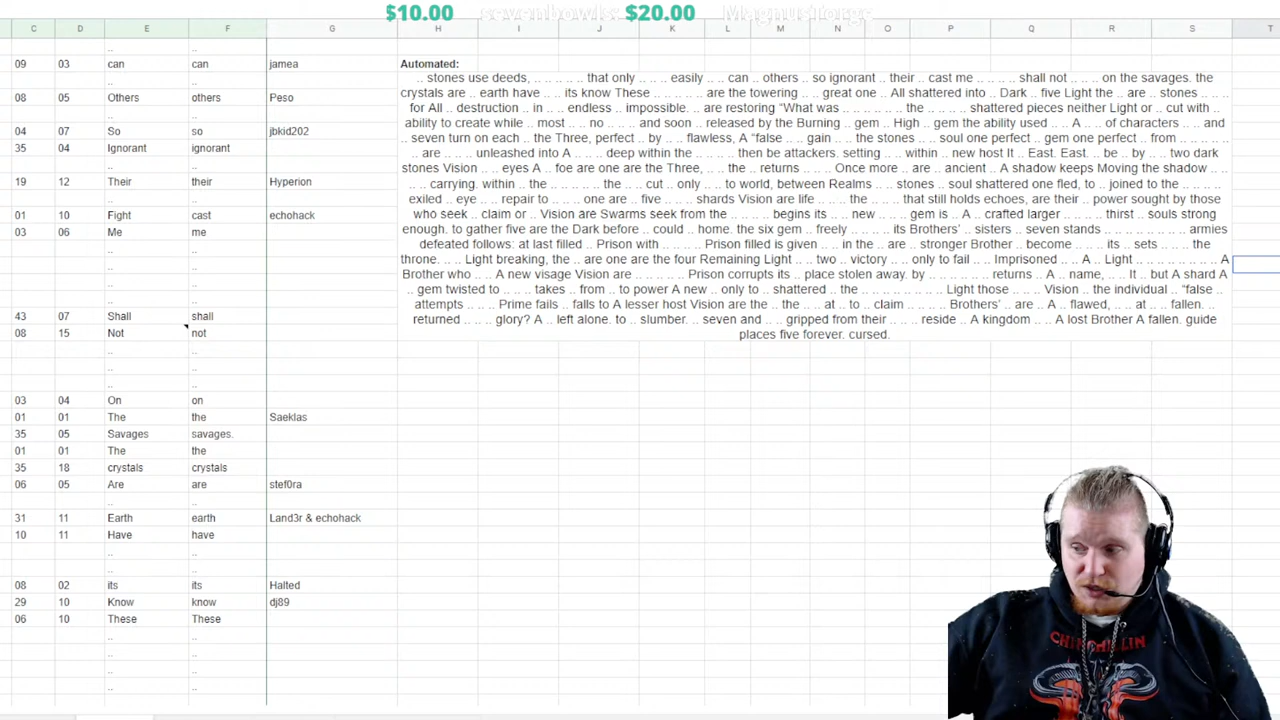 $10.00 sevenbowls: $20.00 MagnusTorge
C D E F G H I J K L M N O P Q R S T
.. ..
09 03 can can jamea Automated:
.. stones use deeds, .. .. .. .. .. that only .. .. .. easily .. can .. others .. so ignorant .. their .. cast me .. .. .. shall not .. .. .. on the savages. the
08 05 Others others Peso crystals are .. earth have .. .. its know These .. .. .. .. are the towering .. great one .. All shattered into .. Dark .. five Light the .. are .. stones .. .. ..
for All .. destruction .. in .. endless .. impossible. .. are restoring “What was .. .. .. .. the .. .. shattered pieces neither Light or .. cut with ..
04 07 So so jbkid202 ability to create while .. most .. no .. .. and soon .. released by the Burning .. gem .. High .. gem the ability used .. .. A .. of characters .. .. and
35 04 Ignorant ignorant .. seven turn on each .. the Three, perfect .. by .. flawless, A “false .. gain .. the stones .. soul one perfect .. gem one perfect .. from .. .. ..
.. .. .. are .. .. .. unleashed into A .. .. deep within the .. .. .. then be attackers. setting .. .. within .. new host It .. East. East. .. be .. by .. .. two dark
stones Vision .. .. eyes A .. foe are one are the Three, .. .. the .. returns .. .. Once more .. are .. ancient .. A shadow keeps Moving the shadow ..
19 12 Their their Hyperion .. .. carrying. within .. the .. .. .. the .. cut .. only .. to world, between Realms .. stones .. soul shattered one fled, to .. joined to the ..
.. .. exiled .. eye .. repair to .. .. one are .. five .. shards Vision are life .. .. the .. .. that still holds echoes, are their .. power sought by those
01 10 Fight cast echohack who seek .. claim or .. Vision are Swarms seek from the .. .. .. begins its .. new .. gem is .. A .. crafted larger .. .. thirst .. souls strong
03 06 Me me enough. to gather five are the Dark before .. could .. home. the six gem .. freely .. .. its Brothers’ .. sisters .. seven stands .. .. .. .. armies
.. .. defeated follows: at last filled .. Prison with .. .. .. Prison filled is given .. in the are .. stronger Brother .. become .. .. its .. sets .. .. the
.. .. throne. .. .. Light breaking, the .. are one are the four Remaining Light .. two .. victory .. only to fail .. .. Imprisoned .. .. A .. Light .. .. .. .. .. .. .. A
.. .. Brother who .. .. A new visage Vision are .. .. .. Prison corrupts its .. place stolen away. by .. .. .. .. returns .. A .. name, .. .. It .. but A shard A
.. .. .. gem twisted to .. .. takes .. from .. to power A new .. only to .. shattered .. the .. .. .. .. .. .. Light those .. .. Vision .. the individual .. “false ..
attempts .. .. Prime fails .. falls to A lesser host Vision are the .. the .. at .. to claim .. .. Brothers’ .. are .. A .. flawed, .. .. at .. fallen. ..
43 07 Shall shall returned .. .. glory? A .. left alone. to .. slumber. .. seven and .. .. gripped from their .. .. .. reside .. A kingdom .. .. A lost Brother A fallen. guide
08 15 Not not places five forever. cursed.
.. ..
.. ..
.. ..
03 04 On on
01 01 The the Saeklas
35 05 Savages savages.
01 01 The the
35 18 crystals crystals
06 05 Are are stef0ra
.. ..
31 11 Earth earth Land3r & echohack
10 11 Have have
.. ..
.. ..
08 02 its its Halted
29 10 Know know dj89
06 10 These These
.. ..
.. ..
.. ..
.. ..
CHINCHILLIN